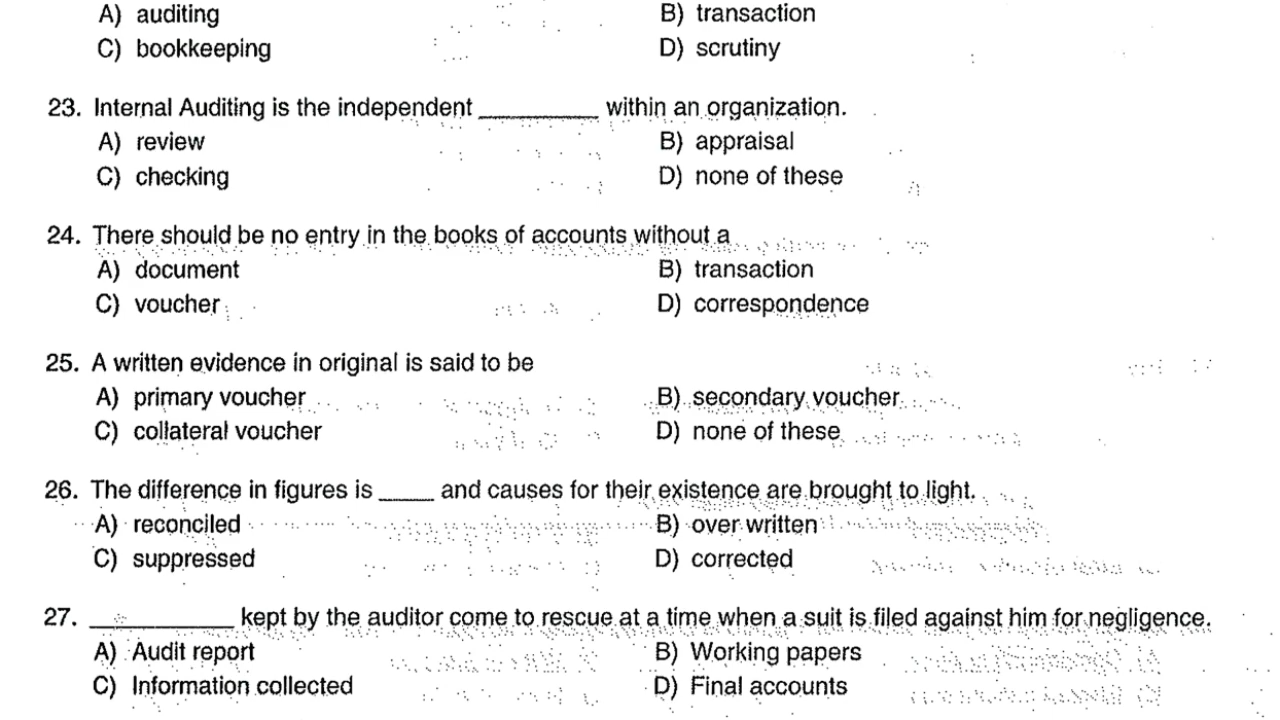 A) auditing B) transaction
C) bookkeeping D) scrutiny
23. Internal Auditing is the independent __________ within an organization.
A) review B) appraisal
C) checking D) none of these
24. There should be no entry in the books of accounts without a
A) document B) transaction
C) voucher D) correspondence
25. A written evidence in original is said to be
A) primary voucher B) secondary voucher
C) collateral voucher D) none of these
26. The difference in figures is _____ and causes for their existence are brought to light.
A) reconciled B) over written
C) suppressed D) corrected
27. ____________ kept by the auditor come to rescue at a time when a suit is filed against him for negligence.
A) Audit report B) Working papers
C) Information collected D) Final accounts